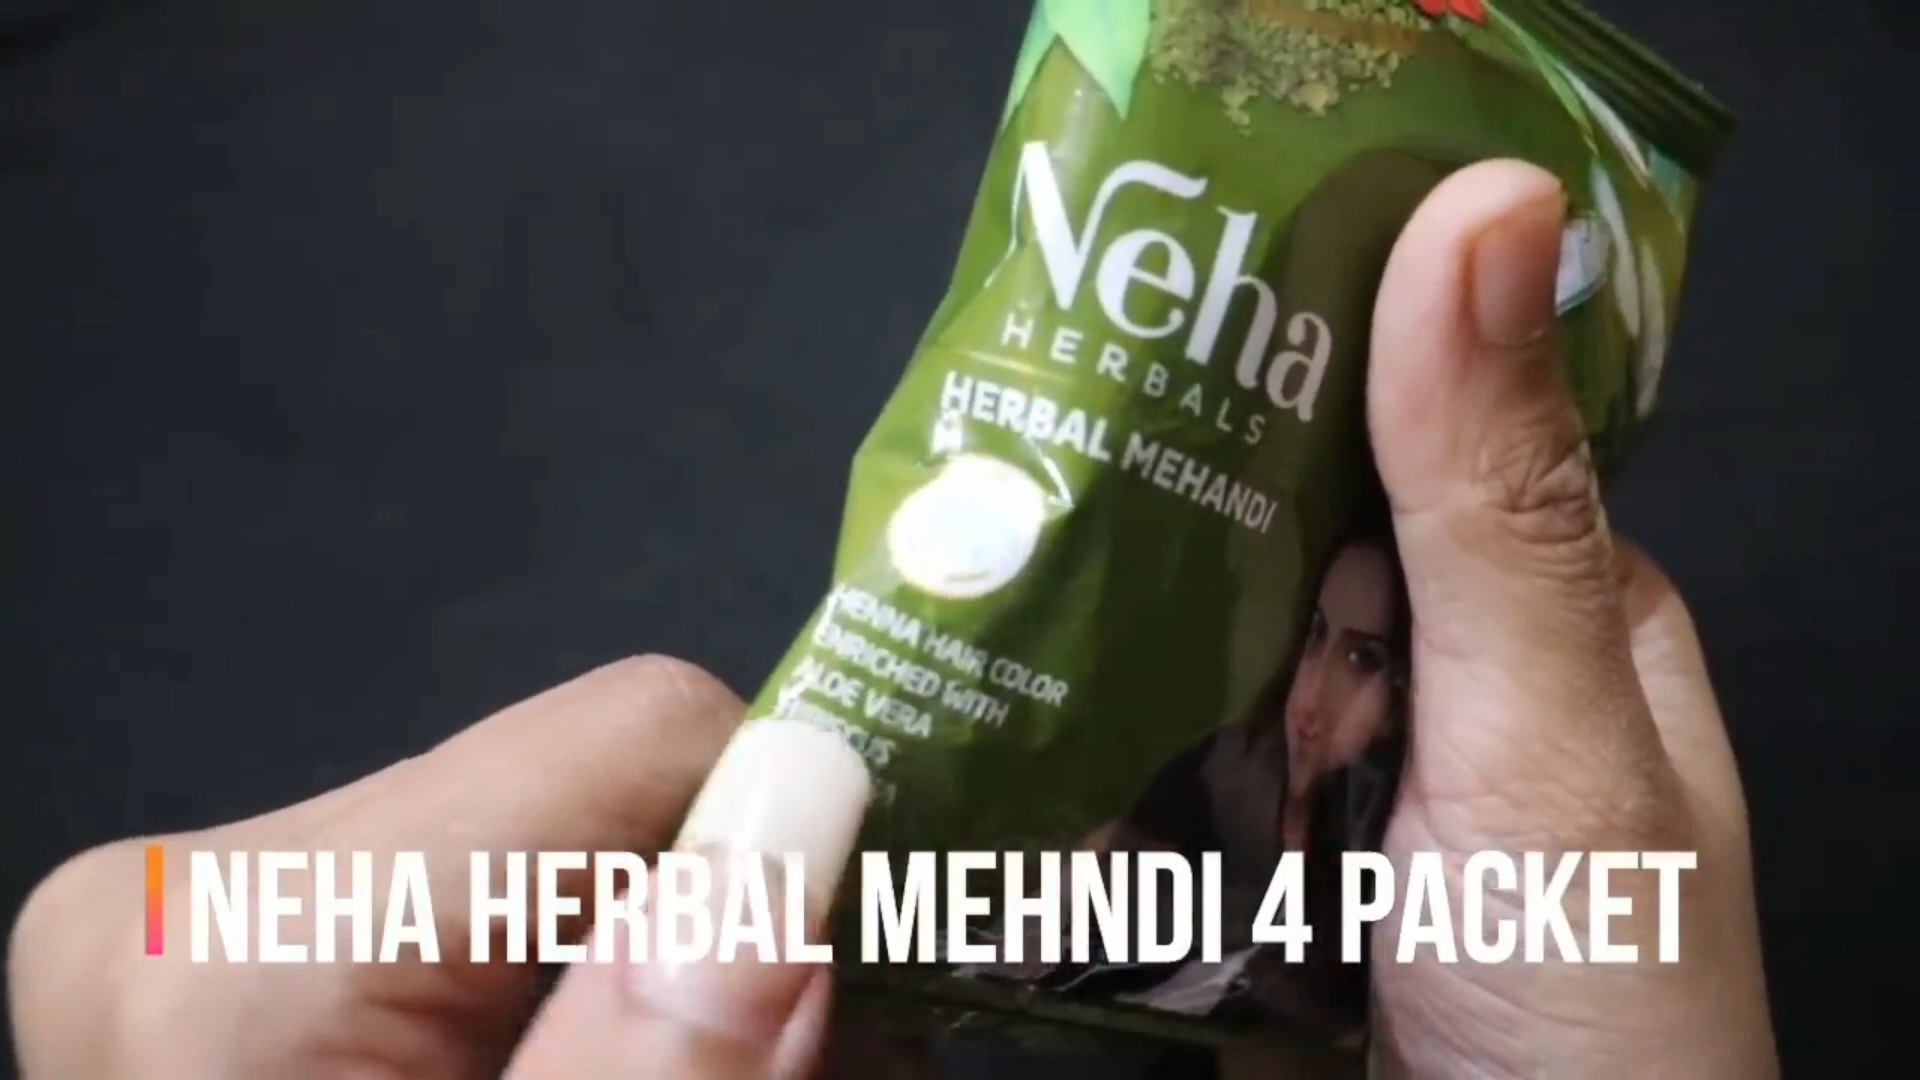 Neha
HERBALS
HERBAL MEHANDI
HENNA HAIR COLOR
ENRICHED WITH
ALOE VERA
NEHA HERBAL MEHNDI 4 PACKET